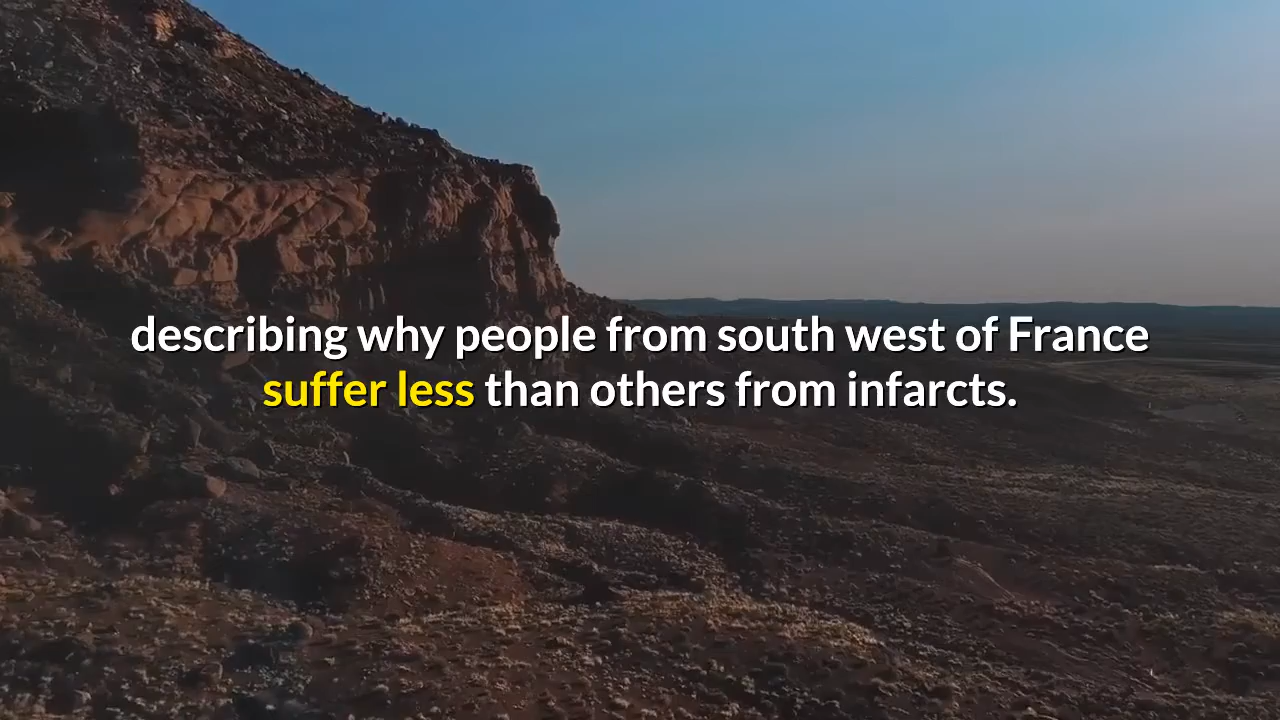 describing why people from south west of France
suffer less than others from infarcts.